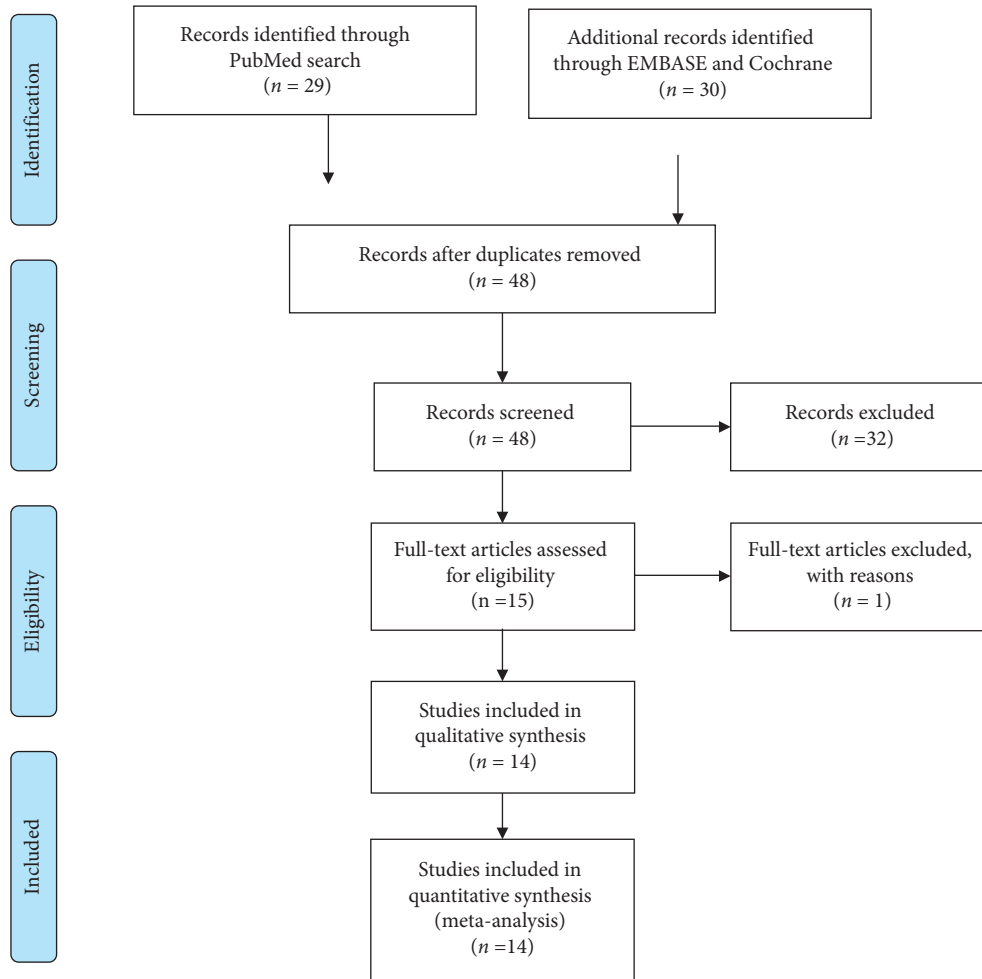 Identification
Records identified through
PubMed search
(n = 29)
Additional records identified
through EMBASE and Cochrane
(n = 30)
Screening
Records after duplicates removed
(n = 48)
Records screened
(n = 48)
Records excluded
(n =32)
Eligibility
Full-text articles assessed
for eligibility
(n =15)
Full-text articles excluded,
with reasons
(n = 1)
Studies included in
qualitative synthesis
(n = 14)
Included
Studies included in
quantitative synthesis
(meta-analysis)
(n =14)